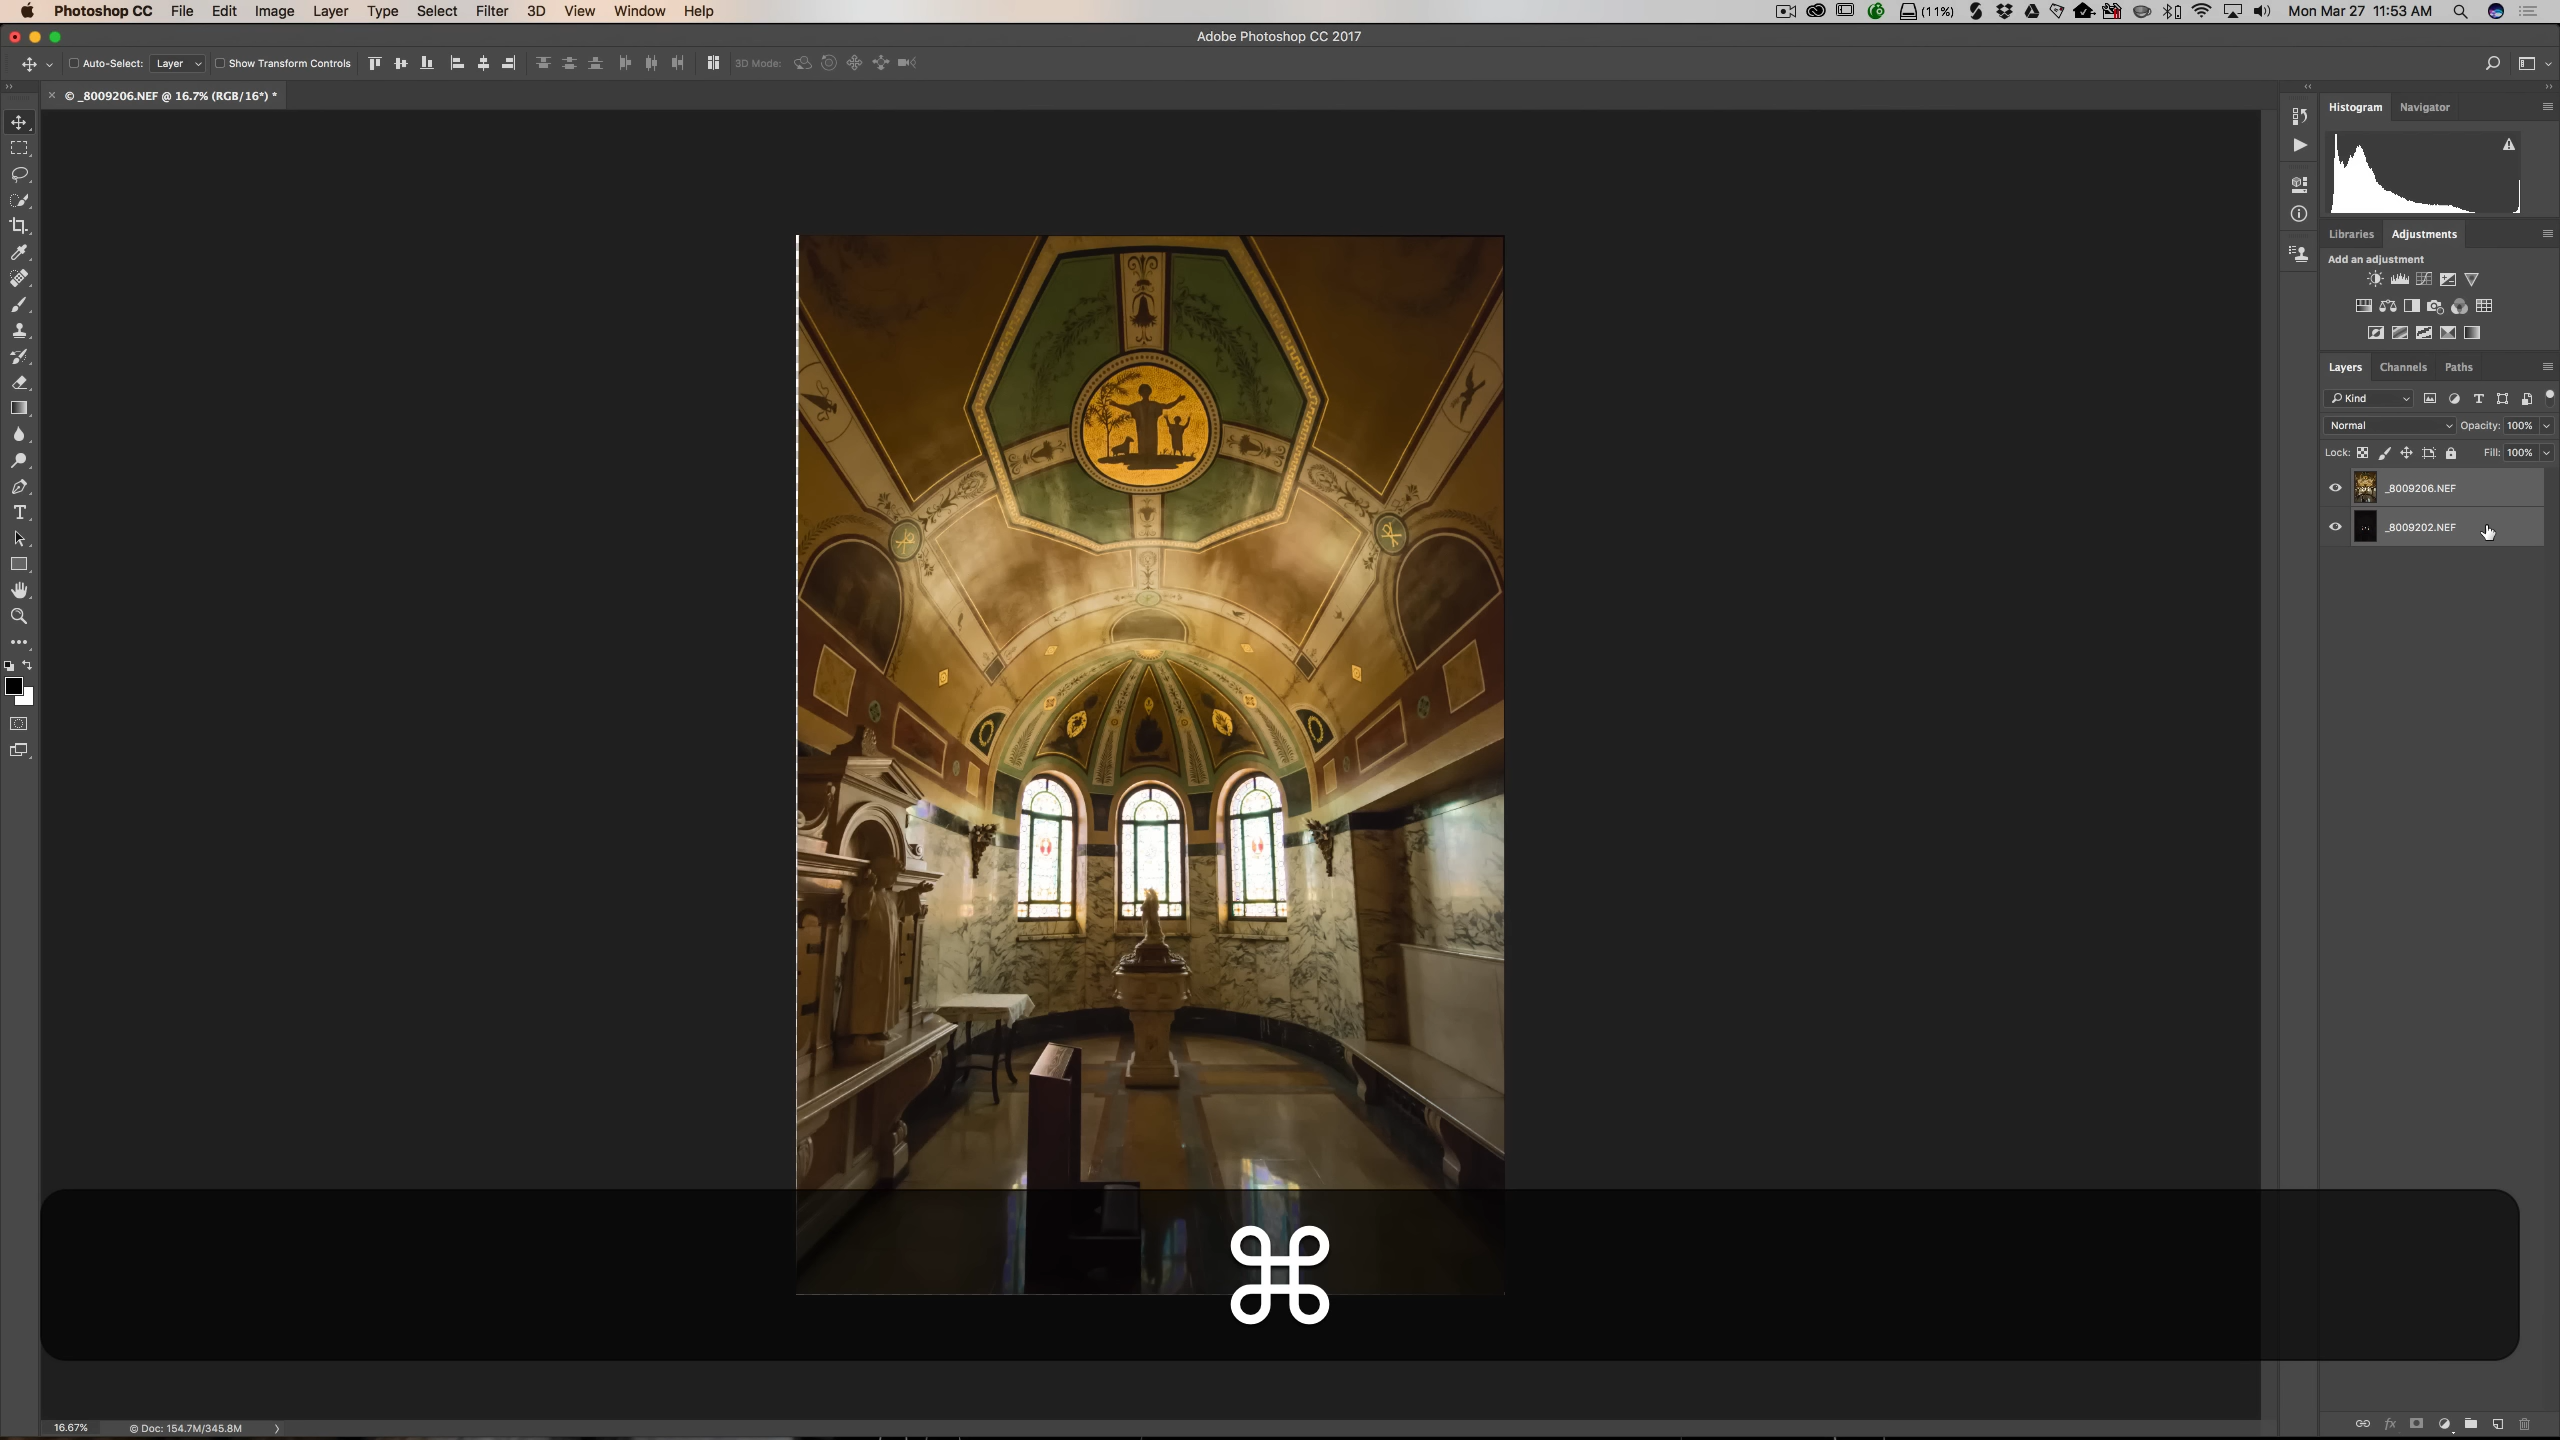 Photoshop CC File Edit Image Layer Type Select Filter 3D View Window Help (11%) Mon Mar 27 11:53 AM
Adobe Photoshop CC 2017
Auto-Select: Layer Show Transform Controls 3D Mode:
© _8009206.NEF @ 16.7% (RGB/16*) *
Histogram Navigator
Libraries Adjustments
Add an adjustment
Layers Channels Paths
Kind
Normal Opacity: 100%
Lock: Fill: 100%
_8009206.NEF
_8009202.NEF
⌘
16.67% © Doc: 154.7M/345.8M